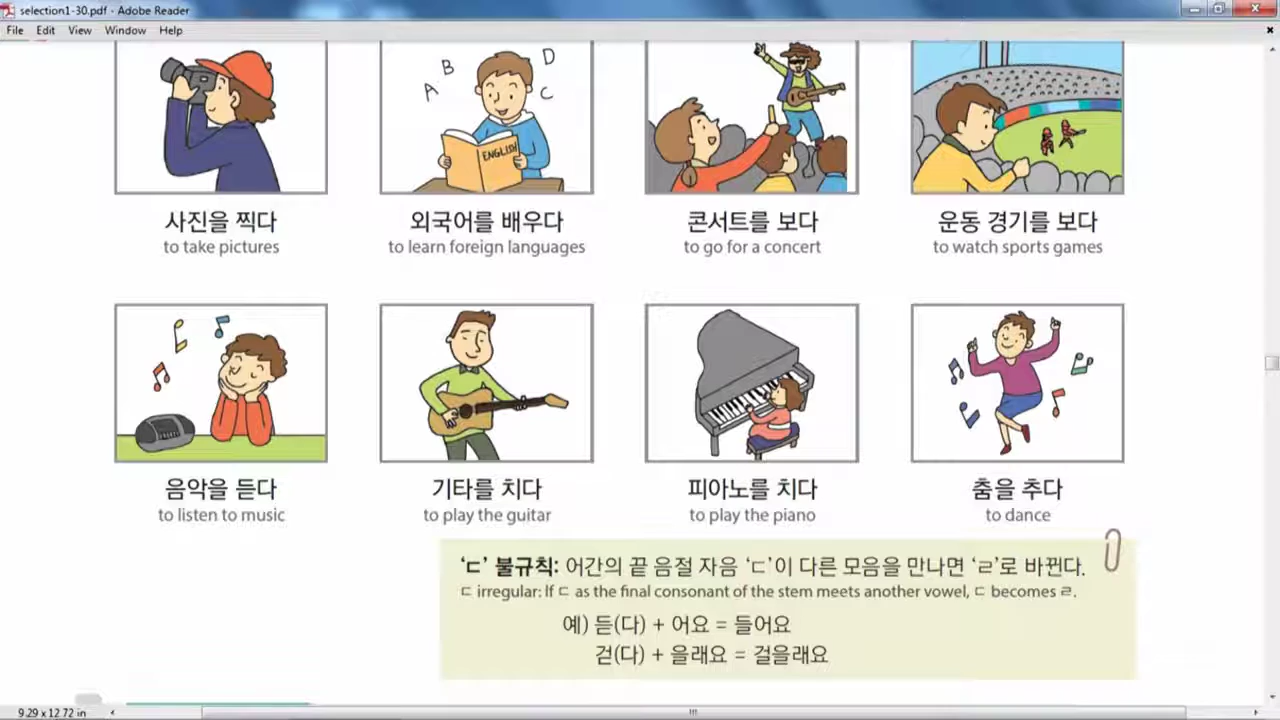 selection1-30.pdf - Adobe Reader
File Edit View Window Help
A B D C
ENGLISH
사진을 찍다
to take pictures
외국어를 배우다
to learn foreign languages
콘서트를 보다
to go for a concert
운동 경기를 보다
to watch sports games
음악을 듣다
to listen to music
기타를 치다
to play the guitar
피아노를 치다
to play the piano
춤을 추다
to dance
‘ㄷ’ 불규칙: 어간의 끝 음절 자음 ‘ㄷ’이 다른 모음을 만나면 ‘ㄹ’로 바뀐다.
ㄷ irregular: If ㄷ as the final consonant of the stem meets another vowel, ㄷ becomes ㄹ.
예) 듣(다) + 어요 = 들어요
걷(다) + 을래요 = 걸을래요
9.29 x 12.72 in